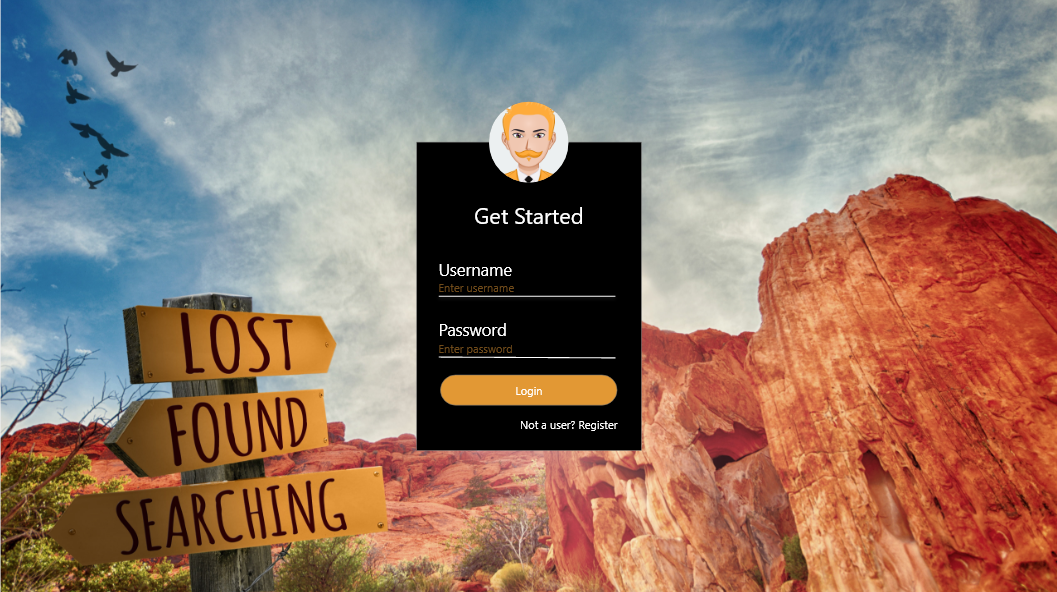 Get Started
Username
Enter username
Password
Enter password
Login
Not a user? Register
LOST
FOUND
SEARCHING